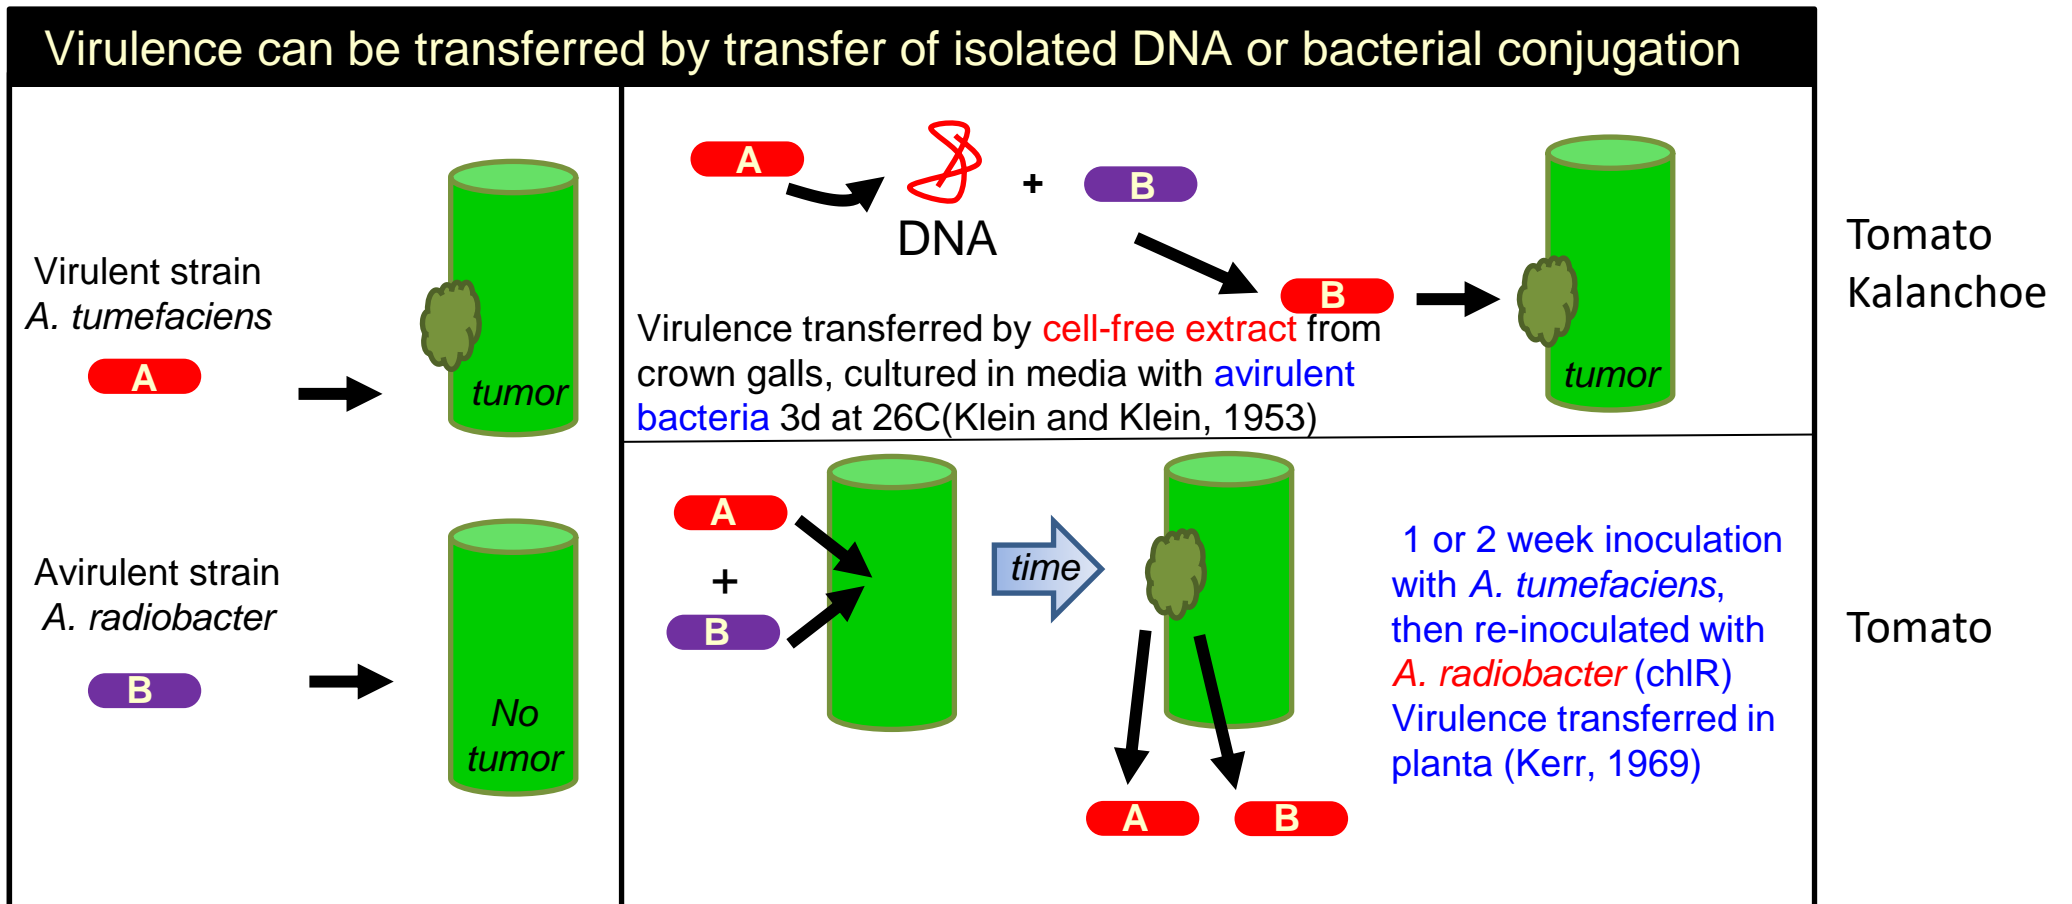 Virulence can be transferred by transfer of isolated DNA or bacterial conjugation
Virulent strain
A. tumefaciens
A
tumor
Avirulent strain
A. radiobacter
B
No
tumor
A
DNA
+
B
B
Virulence transferred by cell-free extract from
crown galls, cultured in media with avirulent
bacteria 3d at 26C(Klein and Klein, 1953)
tumor
Tomato
Kalanchoe
A
+
B
time
A
B
1 or 2 week inoculation
with A. tumefaciens,
then re-inoculated with
A. radiobacter (chlR)
Virulence transferred in
planta (Kerr, 1969)
Tomato